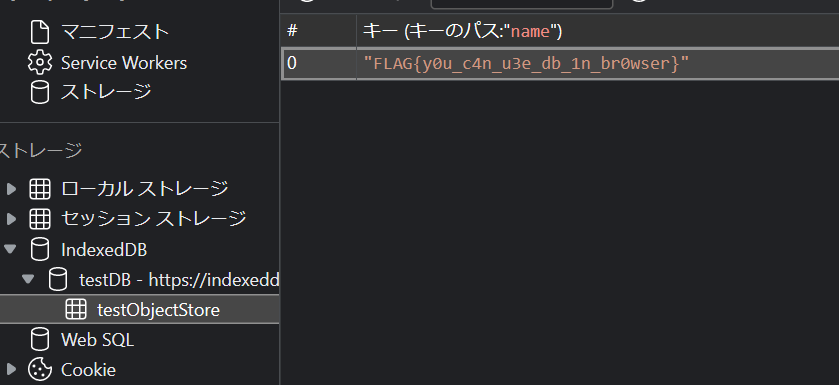 マニフェスト
Service Workers
ストレージ
ストレージ
ローカル ストレージ
セッション ストレージ
IndexedDB
testDB - https://indexedd
testObjectStore
Web SQL
Cookie
# キー (キーのパス:"name")
0 "FLAG{y0u_c4n_u3e_db_1n_br0wser}"